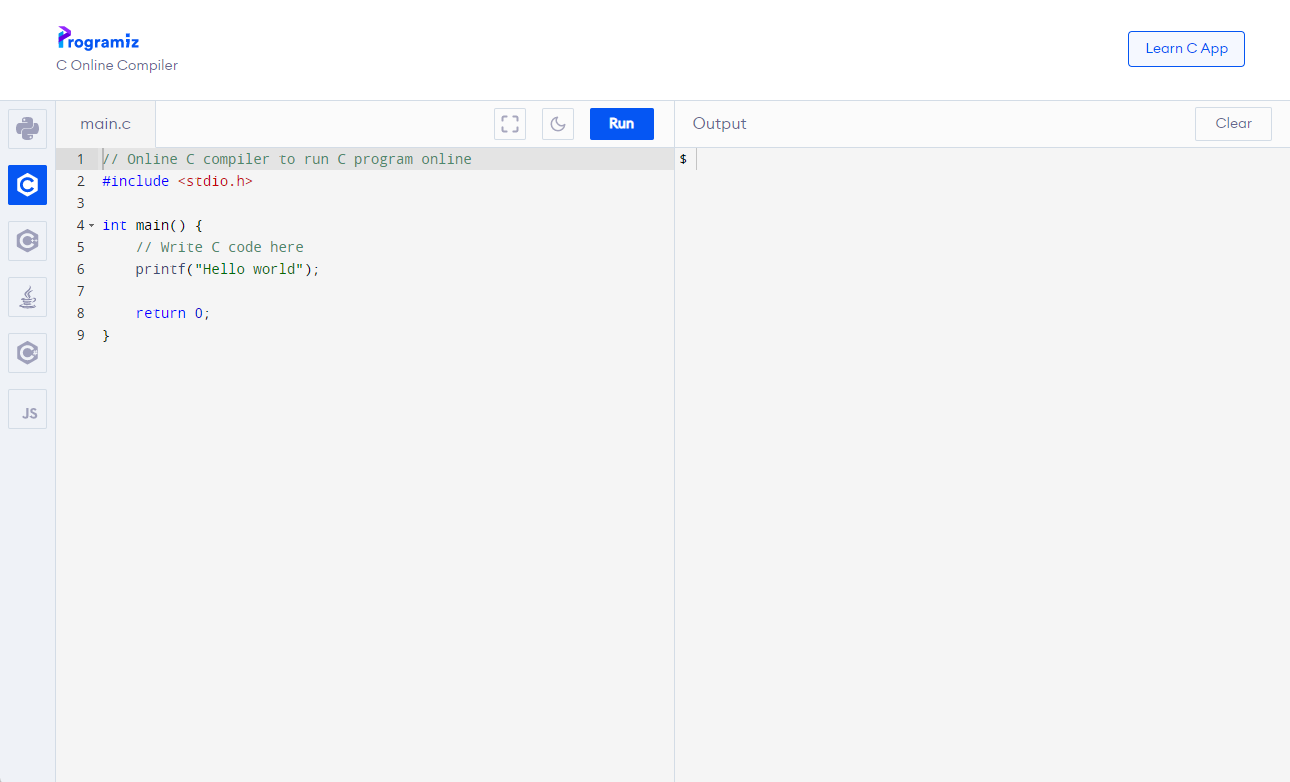 Programiz
C Online Compiler
Learn C App
main.c
Run
Output
Clear
1 // Online C compiler to run C program online
2 #include <stdio.h>
3
4 int main() {
5     // Write C code here
6     printf("Hello world");
7
8     return 0;
9 }
$
JS